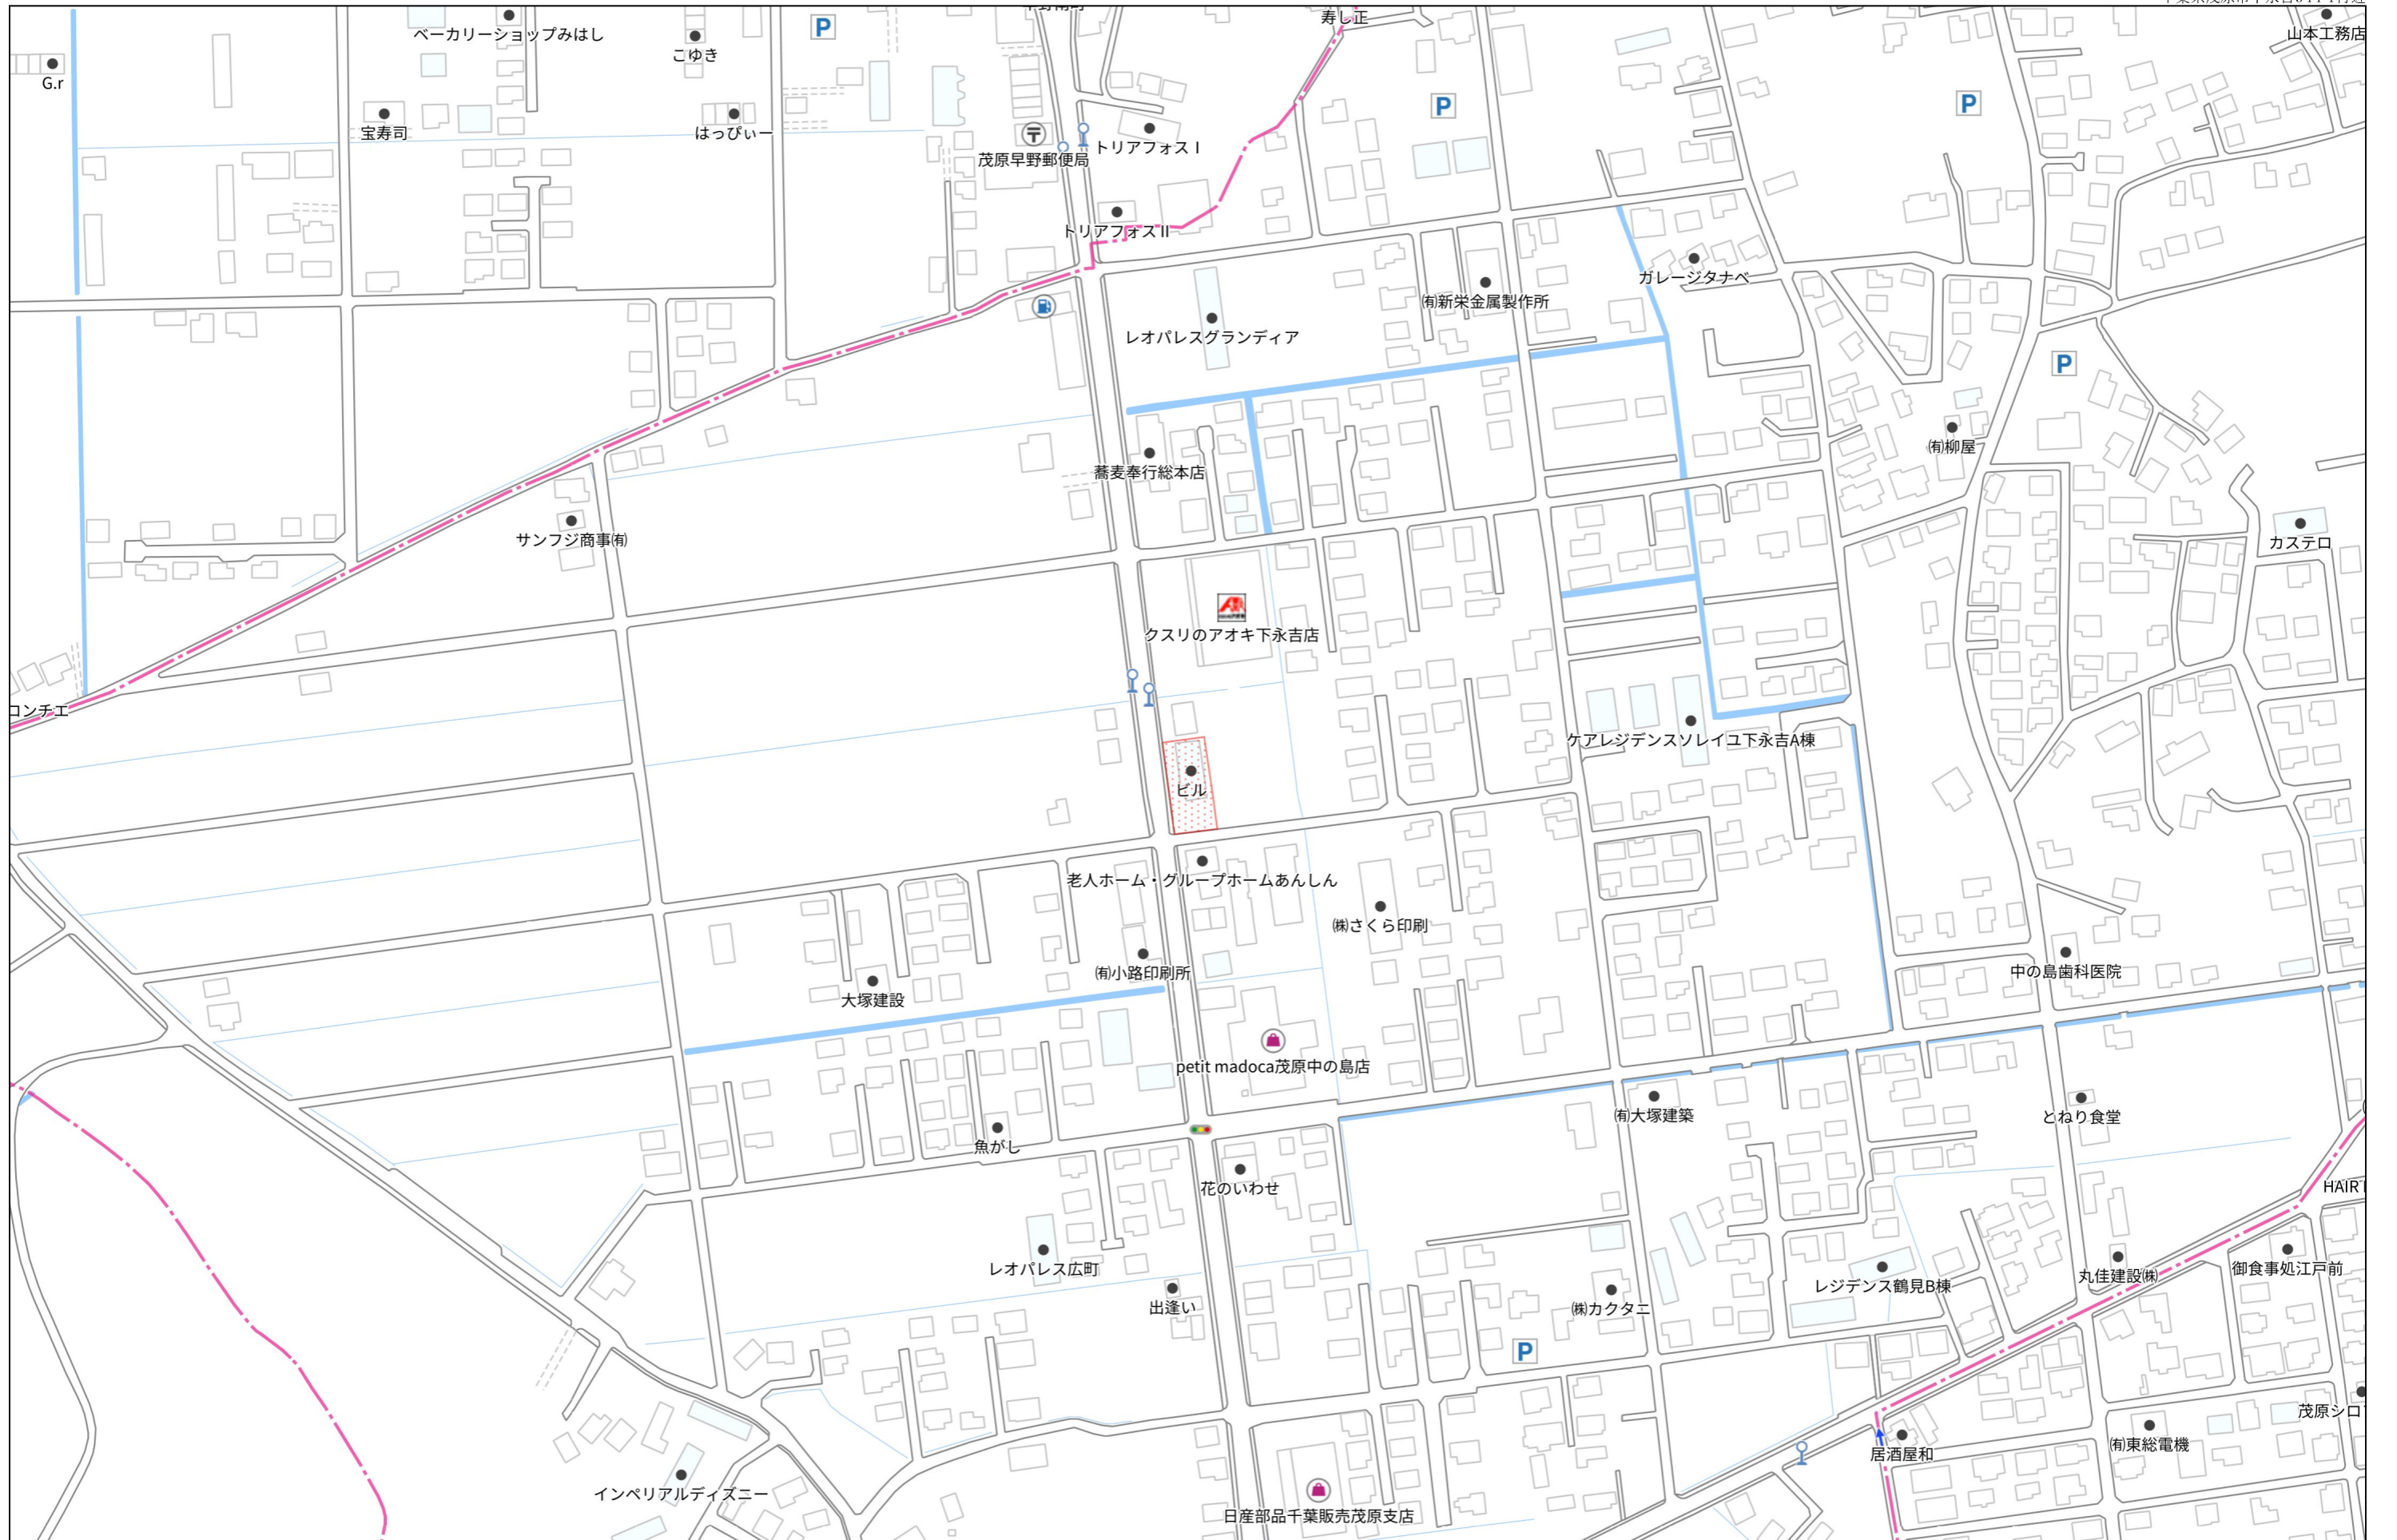 寿し正
山本工務店
ベーカリーショップみはし
こゆき
P
G.r
P
P
宝寿司
はっぴぃー
茂原早野郵便局
トリアフォスⅠ
トリアフォスⅡ
ガレージタナベ
㈲新栄金属製作所
レオパレスグランディア
P
㈲柳屋
蕎麦奉行総本店
サンフジ商事㈲
カステロ
クスリのアオキ下永吉店
コンチエ
ケアレジデンスソレイユ下永吉A棟
ビル
老人ホーム・グループホームあんしん
㈱さくら印刷
㈲小路印刷所
中の島歯科医院
大塚建設
petit madoca茂原中の島店
㈲大塚建築
とねり食堂
魚がし
花のいわせ
HAIR
レオパレス広町
御食事処江戸前
丸佳建設㈱
レジデンス鶴見B棟
出逢い
㈱カクタニ
P
茂原シロ
㈲東総電機
居酒屋和
インペリアルディズニー
日産部品千葉販売茂原支店